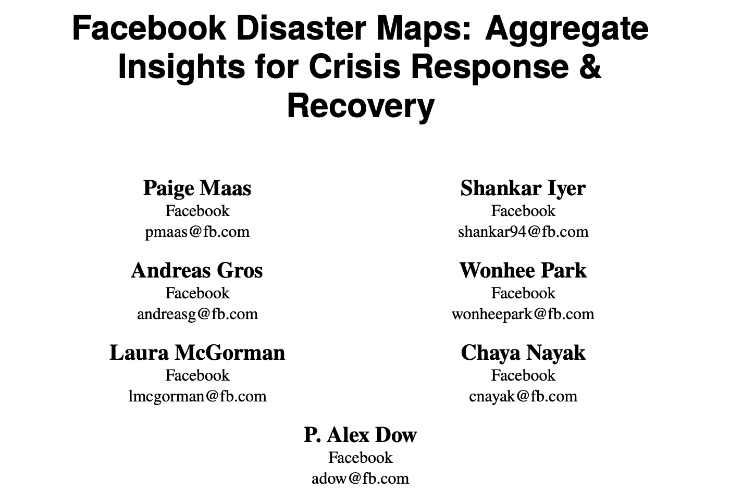 Facebook Disaster Maps: Aggregate
Insights for Crisis Response &
Recovery
Paige Maas
Facebook
pmaas@fb.com
Shankar Iyer
Facebook
shankar94@fb.com
Andreas Gros
Facebook
andreasg@fb.com
Wonhee Park
Facebook
wonheepark@fb.com
Laura McGorman
Facebook
lmcgorman@fb.com
Chaya Nayak
Facebook
cnayak@fb.com
P. Alex Dow
Facebook
adow@fb.com